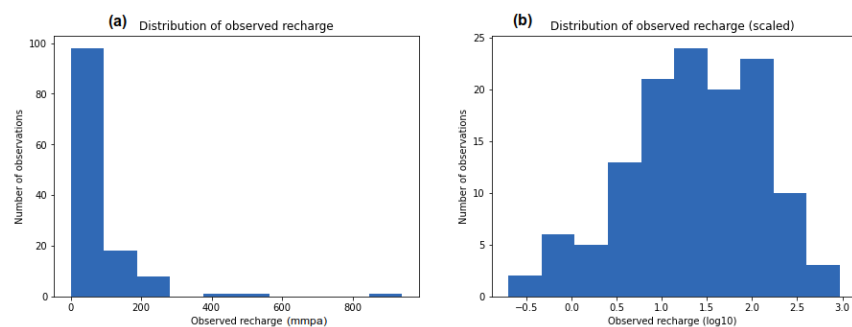 (a)
Distribution of observed recharge
100
80
60
40
20
0
Number of observations
0 200 400 600 800
Observed recharge (mmpa)
(b)
Distribution of observed recharge (scaled)
25
20
15
10
5
0
Number of observations
-0.5 0.0 0.5 1.0 1.5 2.0 2.5 3.0
Observed recharge (log10)